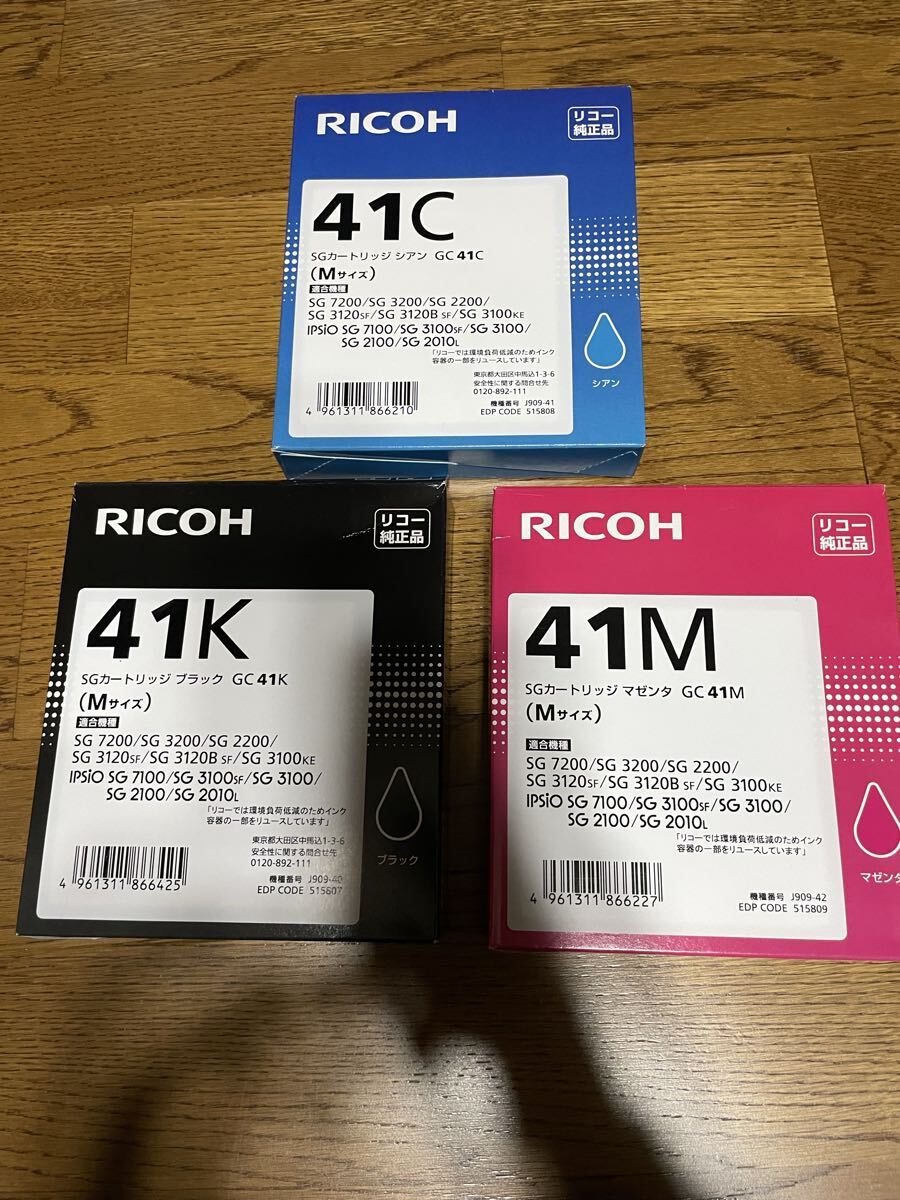 RICOH
リコー
純正品
41C
SGカートリッジ シアン GC 41C
(Mサイズ)
適合機種
SG 7200/SG 3200/SG 2200/
SG 3120SF/SG 3120B SF/SG 3100KE
IPSiO SG 7100/SG 3100SF/SG 3100/
SG 2100/SG 2010L
「リコーでは環境負荷低減のためインク
容器の一部をリユースしています」
シアン
東京都大田区中馬込1-3-6
安全性に関する問合せ先
0120-892-111
機種番号 J909-41
EDP CODE 515808
4 961311 866210
RICOH
リコー
純正品
41K
SGカートリッジ ブラック GC 41K
(Mサイズ)
適合機種
SG 7200/SG 3200/SG 2200/
SG 3120SF/SG 3120B SF/SG 3100KE
IPSiO SG 7100/SG 3100SF/SG 3100/
SG 2100/SG 2010L
「リコーでは環境負荷低減のためインク
容器の一部をリユースしています」
ブラック
東京都大田区中馬込1-3-6
安全性に関する問合せ先
0120-892-111
機種番号 J909-40
EDP CODE 515807
4 961311 866425
RICOH
リコー
純正品
41M
SGカートリッジ マゼンタ GC 41M
(Mサイズ)
適合機種
SG 7200/SG 3200/SG 2200/
SG 3120SF/SG 3120B SF/SG 3100KE
IPSiO SG 7100/SG 3100SF/SG 3100/
SG 2100/SG 2010L
「リコーでは環境負荷低減のためインク
容器の一部をリユースしています」
マゼンタ
機種番号 J909-42
EDP CODE 515809
4 961311 866227